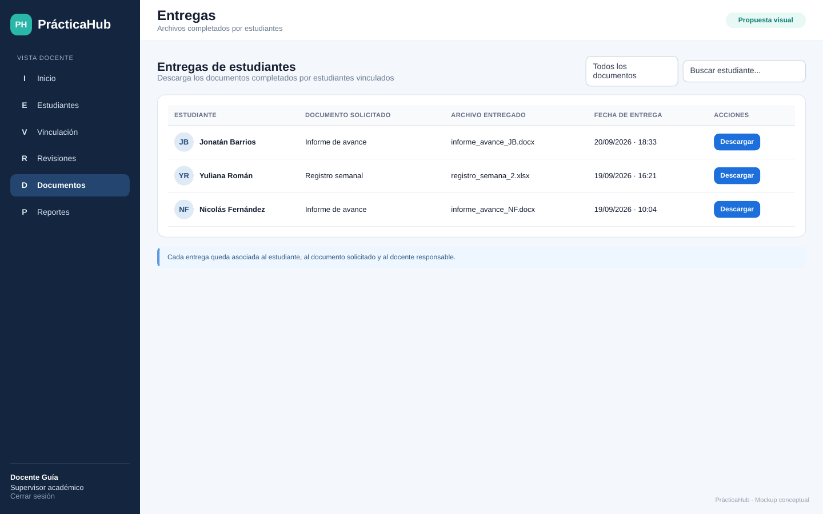 PH PrácticaHub
VISTA DOCENTE
I Inicio
E Estudiantes
V Vinculación
R Revisiones
D Documentos
P Reportes
Docente Guía
Supervisor académico
Cerrar sesión
Entregas
Archivos completados por estudiantes
Propuesta visual
Entregas de estudiantes
Descarga los documentos completados por estudiantes vinculados
Todos los
documentos
Buscar estudiante...
ESTUDIANTE DOCUMENTO SOLICITADO ARCHIVO ENTREGADO FECHA DE ENTREGA ACCIONES
JB Jonatán Barrios Informe de avance informe_avance_JB.docx 20/09/2026 - 18:33 Descargar
YR Yuliana Román Registro semanal registro_semana_2.xlsx 19/09/2026 - 16:21 Descargar
NF Nicolás Fernández Informe de avance informe_avance_NF.docx 19/09/2026 - 10:04 Descargar
Cada entrega queda asociada al estudiante, al documento solicitado y al docente responsable.
PrácticaHub - Mockup conceptual